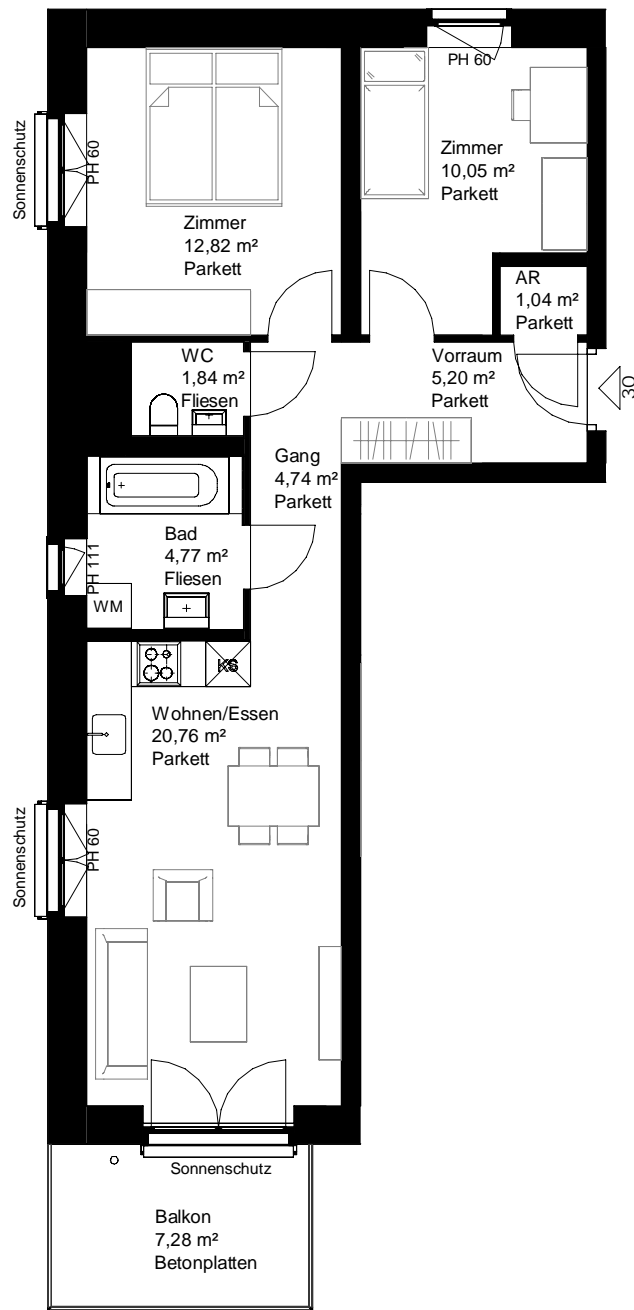 PH 60
Sonnenschutz
PH 60
Zimmer
10,05 m²
Parkett
Zimmer
12,82 m²
Parkett
AR
1,04 m²
Parkett
WC
1,84 m²
Fliesen
Vorraum
5,20 m²
Parkett
30
Gang
4,74 m²
Parkett
Bad
4,77 m²
Fliesen
PH 111
WM
KS
Wohnen/Essen
20,76 m²
Parkett
Sonnenschutz
PH 60
Sonnenschutz
Balkon
7,28 m²
Betonplatten